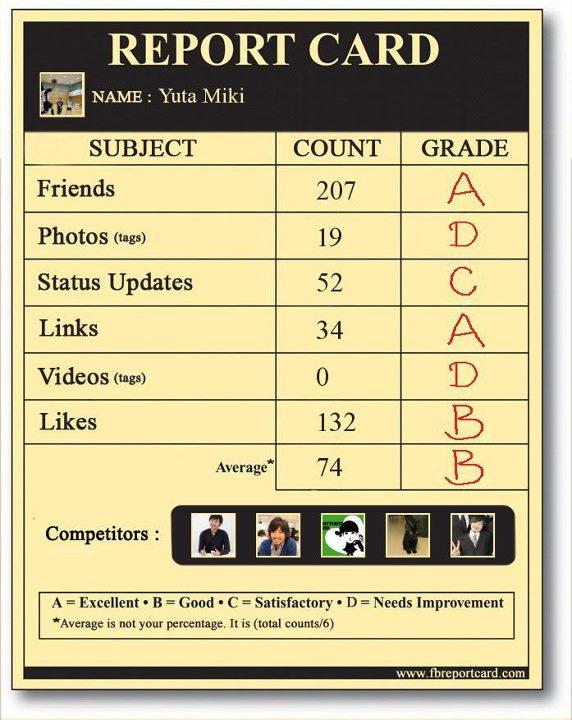 REPORT CARD
NAME : Yuta Miki
SUBJECT COUNT GRADE
Friends 207 A
Photos (tags) 19 D
Status Updates 52 C
Links 34 A
Videos (tags) 0 D
Likes 132 B
Average* 74 B
Competitors :
A = Excellent • B = Good • C = Satisfactory • D = Needs Improvement
*Average is not your percentage. It is (total counts/6)
www.fbreportcard.com